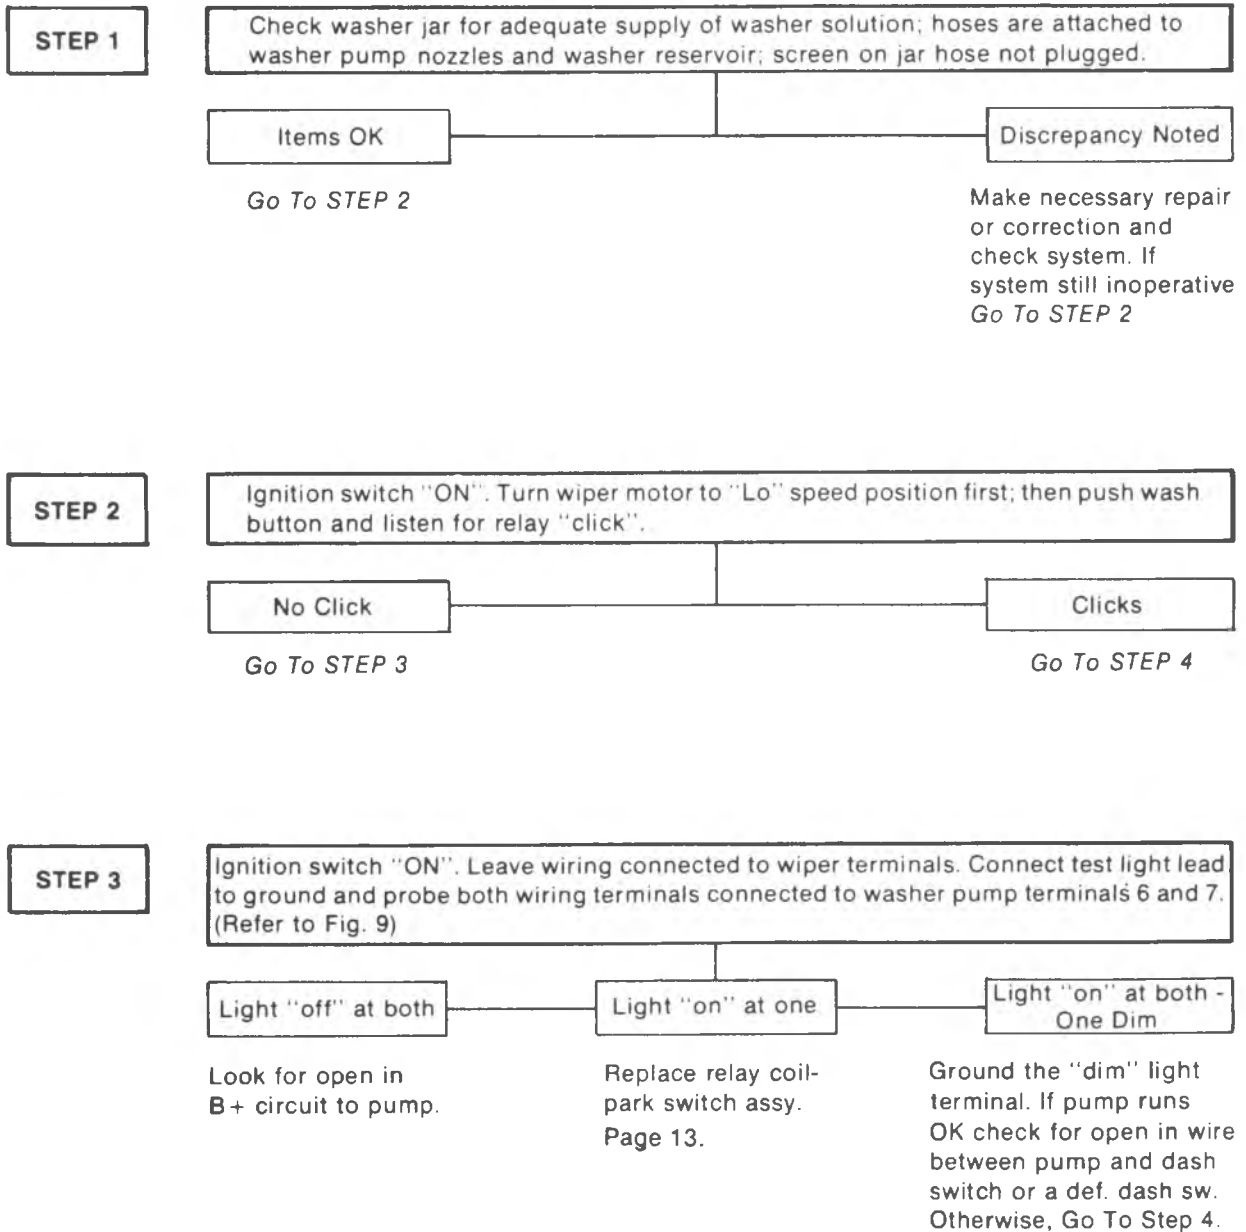 STEP 1
Check washer jar for adequate supply of washer solution; hoses are attached to
washer pump nozzles and washer reservoir; screen on jar hose not plugged.
Items OK
Discrepancy Noted
Go To STEP 2
Make necessary repair
or correction and
check system. If
system still inoperative
Go To STEP 2
STEP 2
Ignition switch "ON". Turn wiper motor to "Lo" speed position first; then push wash
button and listen for relay "click".
No Click
Clicks
Go To STEP 3
Go To STEP 4
STEP 3
Ignition switch "ON". Leave wiring connected to wiper terminals. Connect test light lead
to ground and probe both wiring terminals connected to washer pump terminals 6 and 7.
(Refer to Fig. 9)
Light "off" at both
Light "on" at one
Light "on" at both -
One Dim
Look for open in
B+ circuit to pump.
Replace relay coil-
park switch assy.
Page 13.
Ground the "dim" light
terminal. If pump runs
OK check for open in wire
between pump and dash
switch or a def. dash sw.
Otherwise, Go To Step 4.